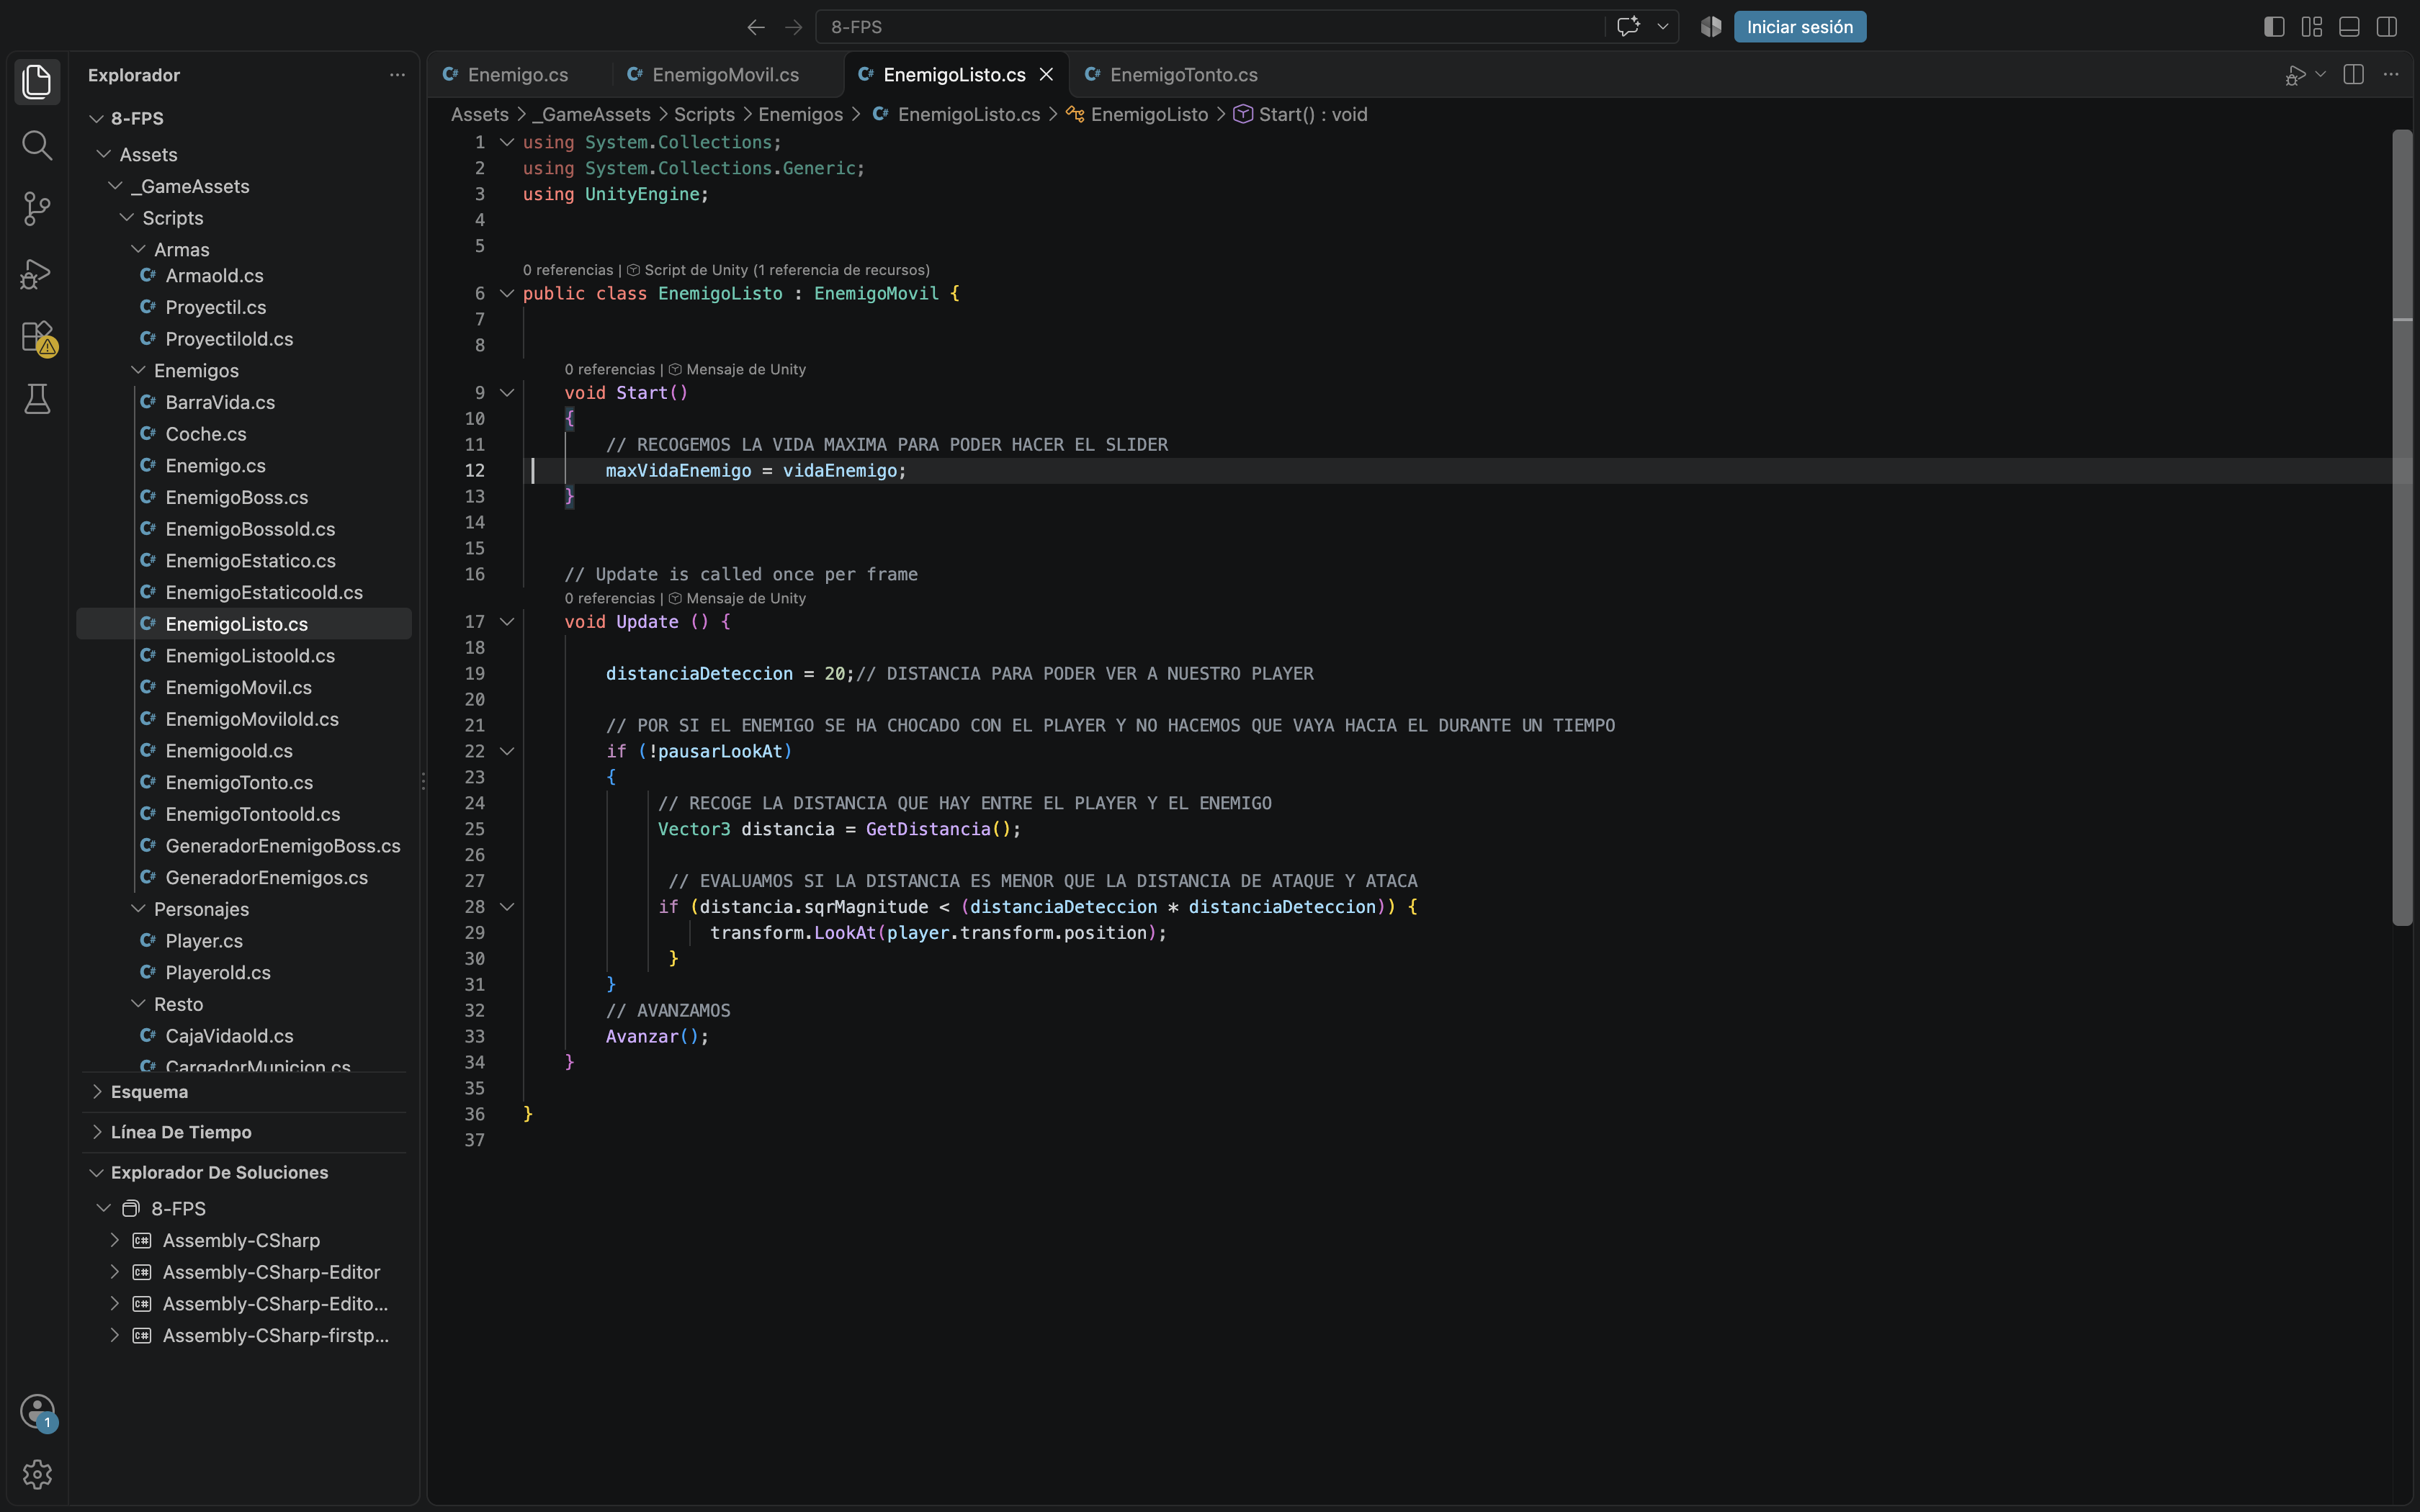 8-FPS
Iniciar sesión
Explorador
8-FPS
Assets
_GameAssets
Scripts
Armas
C# Armaold.cs
C# Proyectil.cs
C# Proyectilold.cs
Enemigos
C# BarraVida.cs
C# Coche.cs
C# Enemigo.cs
C# EnemigoBoss.cs
C# EnemigoBossold.cs
C# EnemigoEstatico.cs
C# EnemigoEstaticoold.cs
C# EnemigoListo.cs
C# EnemigoListoold.cs
C# EnemigoMovil.cs
C# EnemigoMovilold.cs
C# Enemigoold.cs
C# EnemigoTonto.cs
C# EnemigoTontoold.cs
C# GeneradorEnemigoBoss.cs
C# GeneradorEnemigos.cs
Personajes
C# Player.cs
C# Playerold.cs
Resto
C# CajaVidaold.cs
C# CargadorMunicion.cs
Esquema
Línea De Tiempo
Explorador De Soluciones
8-FPS
C# Assembly-CSharp
C# Assembly-CSharp-Editor
C# Assembly-CSharp-Edito...
C# Assembly-CSharp-firstp...
1
C# Enemigo.cs C# EnemigoMovil.cs C# EnemigoListo.cs C# EnemigoTonto.cs
Assets > _GameAssets > Scripts > Enemigos > C# EnemigoListo.cs > EnemigoListo > Start() : void
1 using System.Collections;
2 using System.Collections.Generic;
3 using UnityEngine;
4
5
0 referencias | Script de Unity (1 referencia de recursos)
6 public class EnemigoListo : EnemigoMovil {
7
8
0 referencias | Mensaje de Unity
9 void Start()
10 {
11 // RECOGEMOS LA VIDA MAXIMA PARA PODER HACER EL SLIDER
12 maxVidaEnemigo = vidaEnemigo;
13 }
14
15
16 // Update is called once per frame
0 referencias | Mensaje de Unity
17 void Update () {
18
19 distanciaDeteccion = 20;// DISTANCIA PARA PODER VER A NUESTRO PLAYER
20
21 // POR SI EL ENEMIGO SE HA CHOCADO CON EL PLAYER Y NO HACEMOS QUE VAYA HACIA EL DURANTE UN TIEMPO
22 if (!pausarLookAt)
23 {
24 // RECOGE LA DISTANCIA QUE HAY ENTRE EL PLAYER Y EL ENEMIGO
25 Vector3 distancia = GetDistancia();
26
27 // EVALUAMOS SI LA DISTANCIA ES MENOR QUE LA DISTANCIA DE ATAQUE Y ATACA
28 if (distancia.sqrMagnitude < (distanciaDeteccion * distanciaDeteccion)) {
29 transform.LookAt(player.transform.position);
30 }
31 }
32 // AVANZAMOS
33 Avanzar();
34 }
35
36 }
37